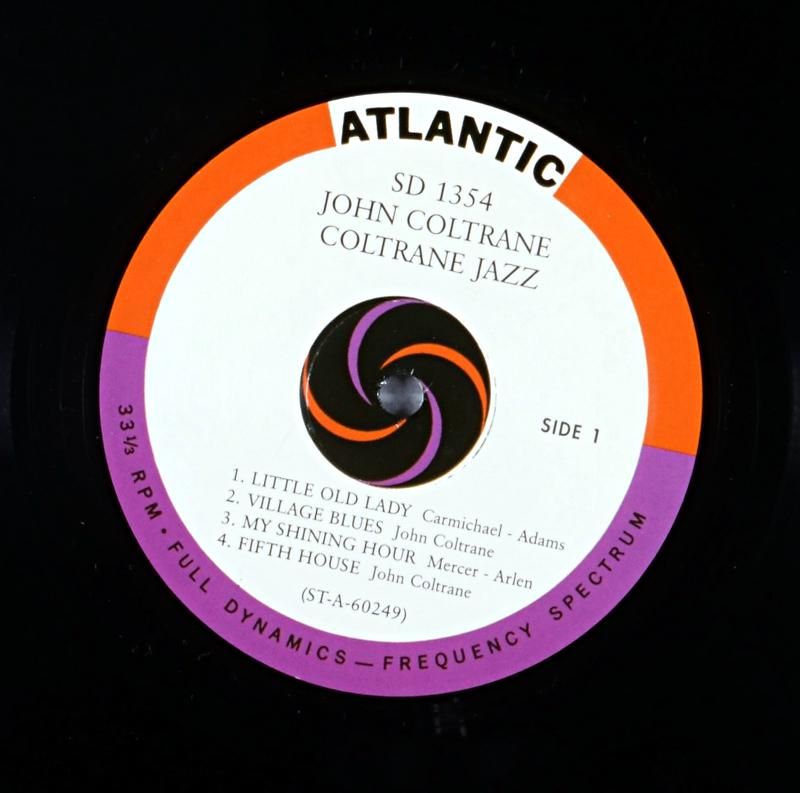 ATLANTIC
SD 1354
JOHN COLTRANE
COLTRANE JAZZ
SIDE 1
1. LITTLE OLD LADY Carmichael - Adams
2. VILLAGE BLUES John Coltrane
3. MY SHINING HOUR Mercer - Arlen
4. FIFTH HOUSE John Coltrane
(ST-A-60249)
33⅓ RPM • FULL DYNAMICS — FREQUENCY SPECTRUM